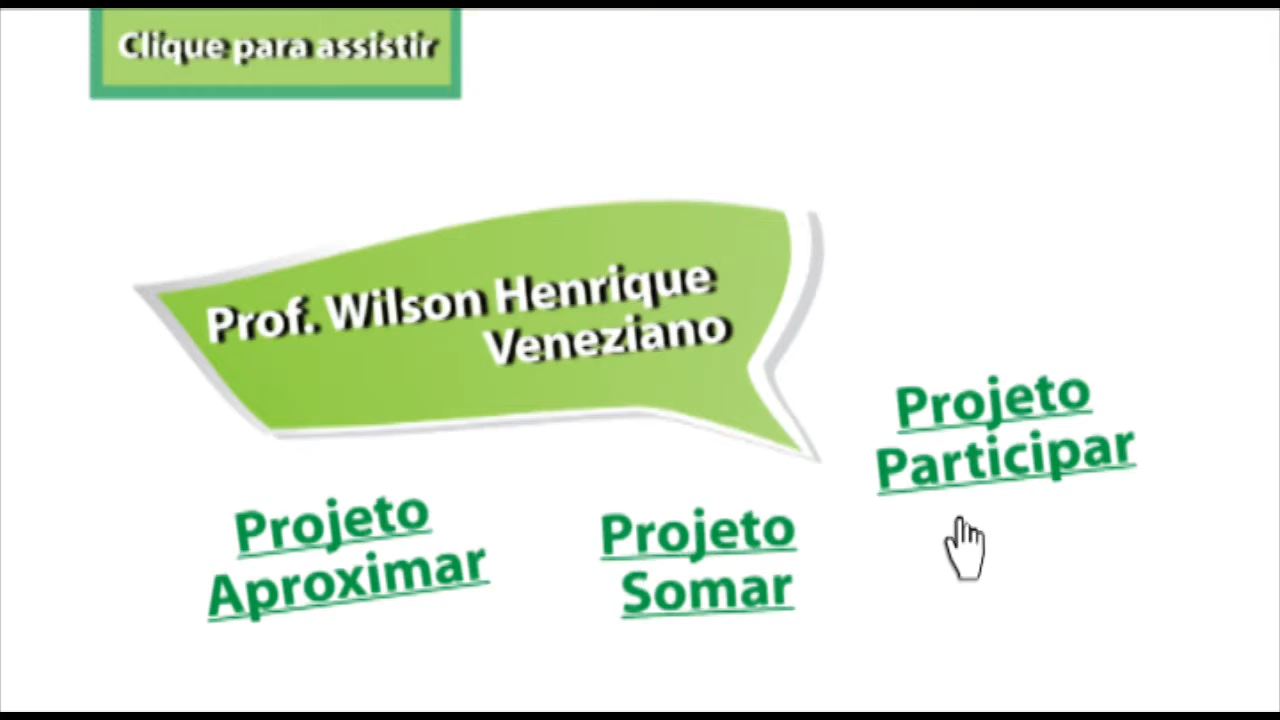 Clique para assistir
Prof. Wilson Henrique
Veneziano
Projeto
Participar
Projeto
Aproximar
Projeto
Somar